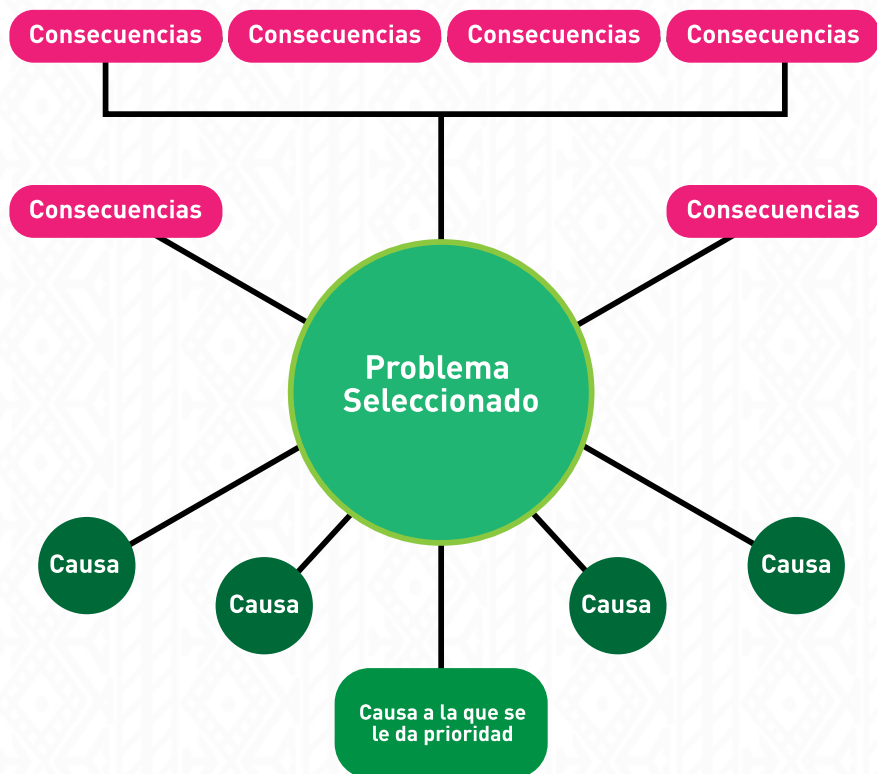 Consecuencias
Consecuencias
Consecuencias
Consecuencias
Consecuencias
Consecuencias
Problema
Seleccionado
Causa
Causa
Causa
Causa
Causa a la que se
le da prioridad